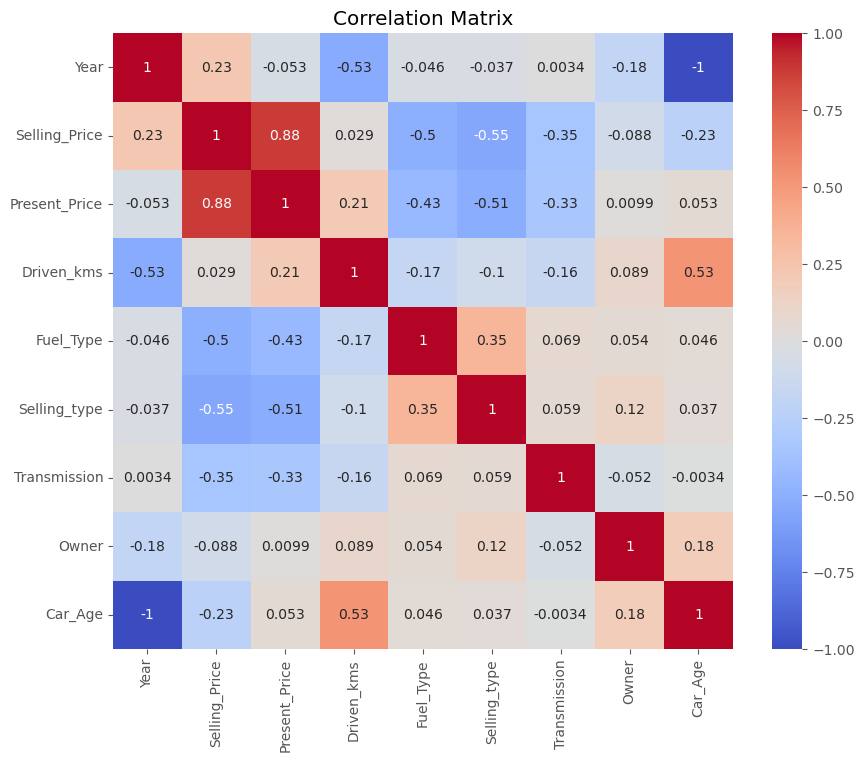 Correlation Matrix
Year 1 0.23 -0.053 -0.53 -0.046 -0.037 0.0034 -0.18 -1
Selling_Price 0.23 1 0.88 0.029 -0.5 -0.55 -0.35 -0.088 -0.23
Present_Price -0.053 0.88 1 0.21 -0.43 -0.51 -0.33 0.0099 0.053
Driven_kms -0.53 0.029 0.21 1 -0.17 -0.1 -0.16 0.089 0.53
Fuel_Type -0.046 -0.5 -0.43 -0.17 1 0.35 0.069 0.054 0.046
Selling_type -0.037 -0.55 -0.51 -0.1 0.35 1 0.059 0.12 0.037
Transmission 0.0034 -0.35 -0.33 -0.16 0.069 0.059 1 -0.052 -0.0034
Owner -0.18 -0.088 0.0099 0.089 0.054 0.12 -0.052 1 0.18
Car_Age -1 -0.23 0.053 0.53 0.046 0.037 -0.0034 0.18 1
Year Selling_Price Present_Price Driven_kms Fuel_Type Selling_type Transmission Owner Car_Age
1.00
0.75
0.50
0.25
0.00
−0.25
−0.50
−0.75
−1.00